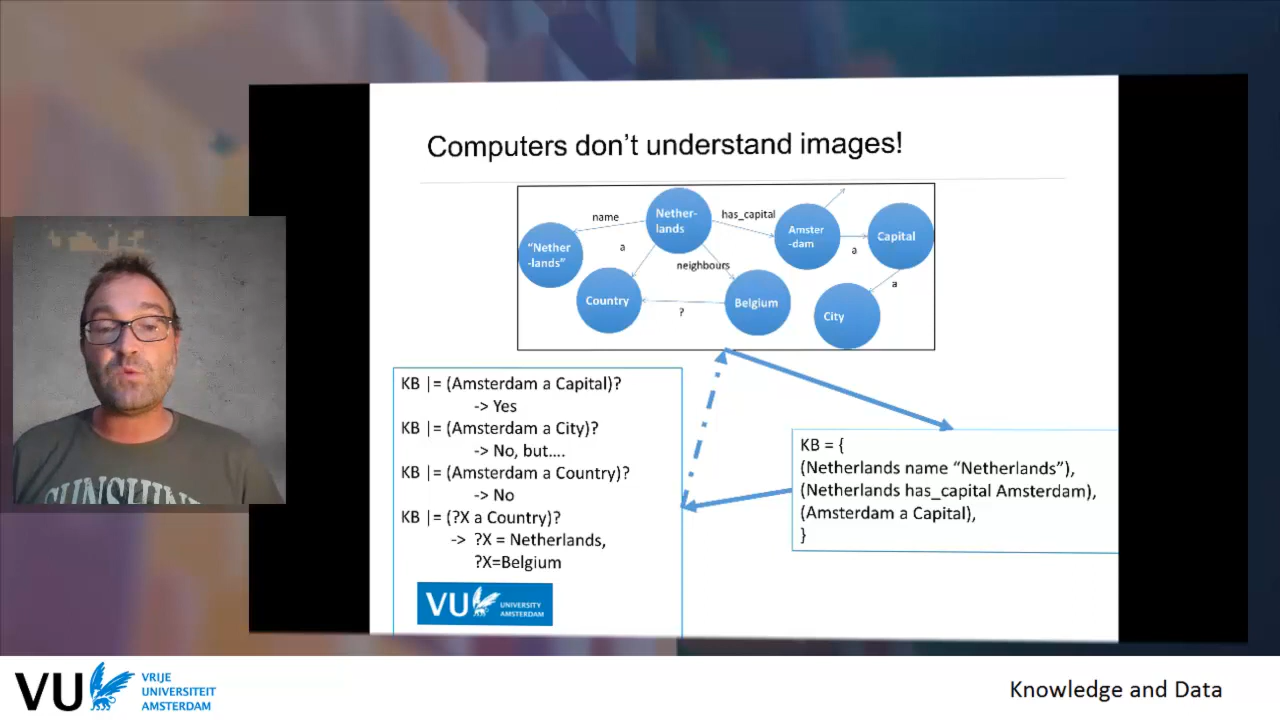 Computers don't understand images!
name
Nether-
lands
has_capital
"Nether
-lands"
a
neighbours
Amster
-dam
a
Capital
a
Country
?
Belgium
City
KB |= (Amsterdam a Capital)?
-> Yes
KB |= (Amsterdam a City)?
-> No, but....
KB |= (Amsterdam a Country)?
-> No
KB |= (?X a Country)?
-> ?X = Netherlands,
?X=Belgium
VU UNIVERSITY
AMSTERDAM
KB = {
(Netherlands name "Netherlands"),
(Netherlands has_capital Amsterdam),
(Amsterdam a Capital),
}
SUNSHINE
VU VRIJE
UNIVERSITEIT
AMSTERDAM
Knowledge and Data